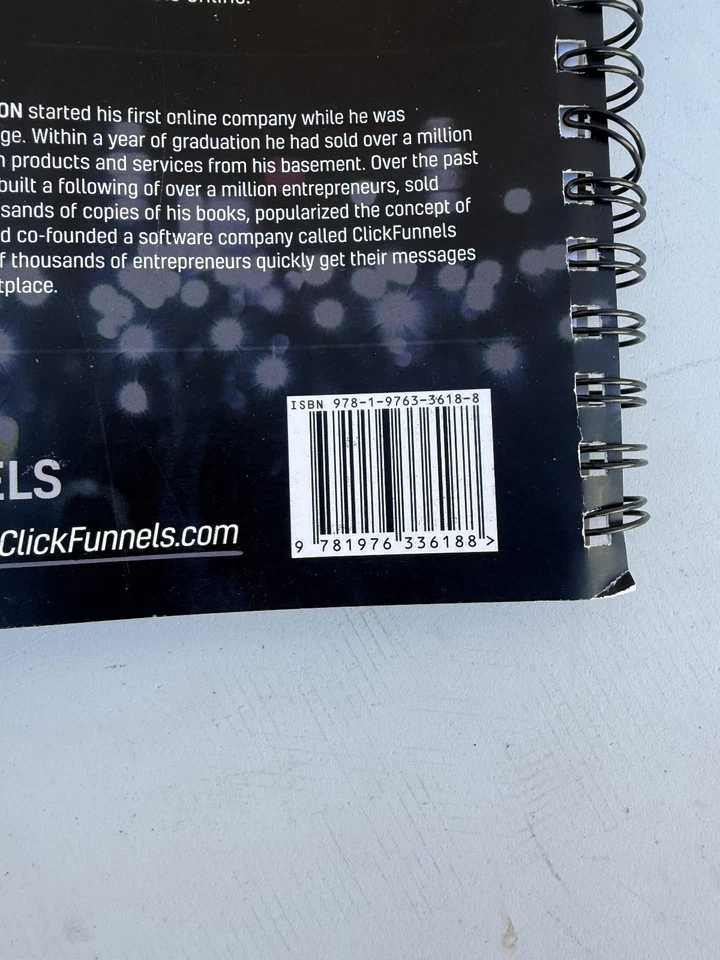 online.
ON started his first online company while he was
ge. Within a year of graduation he had sold over a million
n products and services from his basement. Over the past
built a following of over a million entrepreneurs, sold
sands of copies of his books, popularized the concept of
d co-founded a software company called ClickFunnels
f thousands of entrepreneurs quickly get their messages
tplace.
ISBN 978-1-9763-3618-8
ELS
ClickFunnels.com
9 781976 336188 >